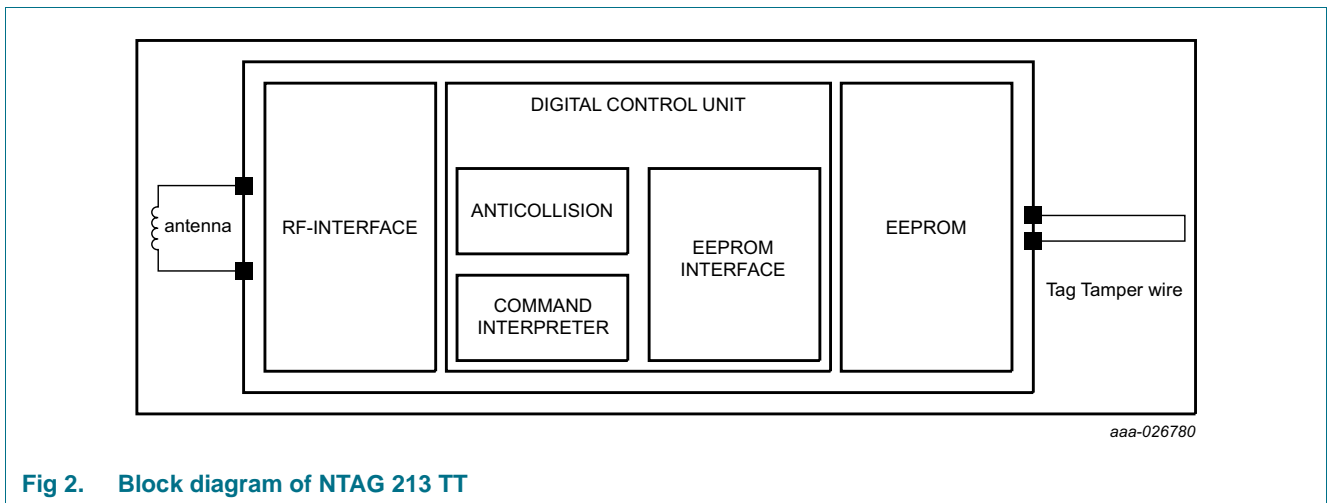 DIGITAL CONTROL UNIT
antenna
RF-INTERFACE
ANTICOLLISION
COMMAND
INTERPRETER
EEPROM
INTERFACE
EEPROM
Tag Tamper wire
aaa-026780
Fig 2. Block diagram of NTAG 213 TT